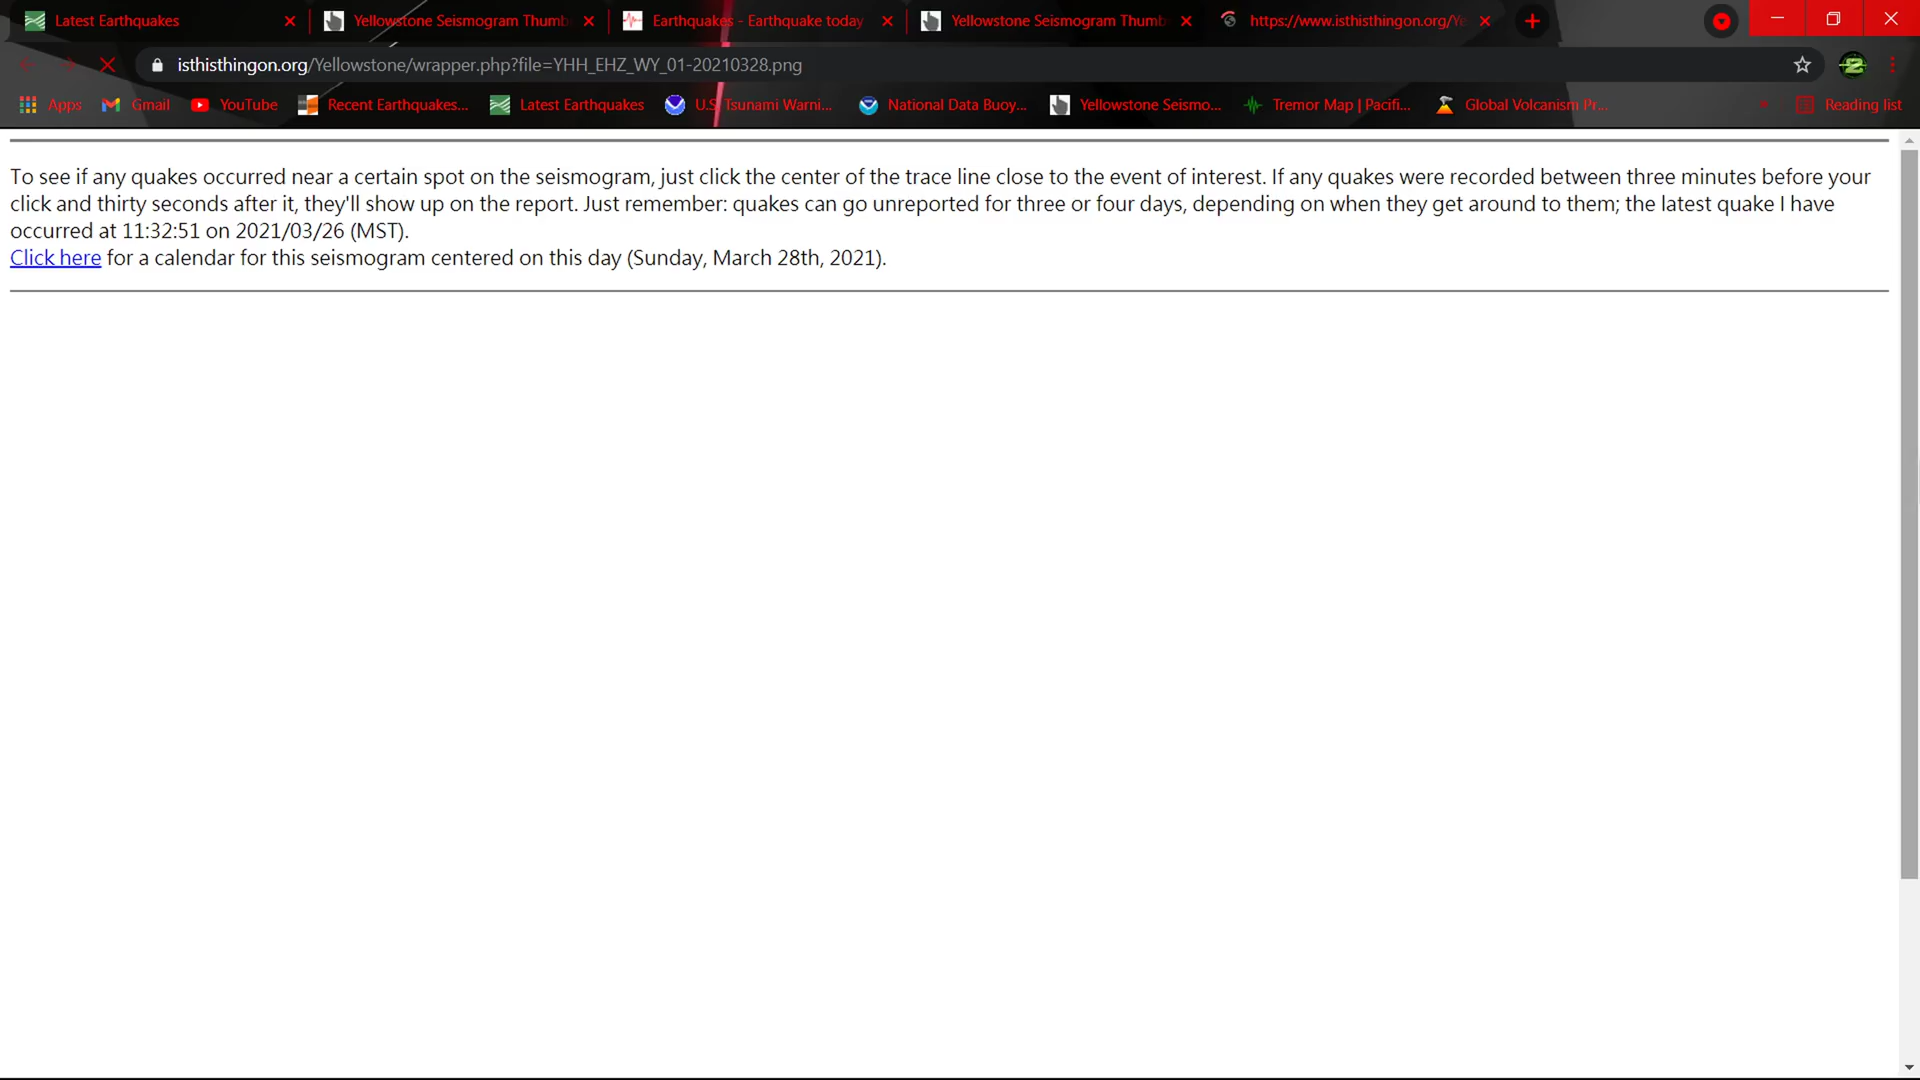 Latest Earthquakes
Yellowstone Seismogram Thumb
Earthquakes - Earthquake today
Yellowstone Seismogram Thumb
https://www.isthisthingon.org/Ye
isthisthingon.org/Yellowstone/wrapper.php?file=YHH_EHZ_WY_01-20210328.png
Apps
Gmail
YouTube
Recent Earthquakes...
Latest Earthquakes
U.S. Tsunami Warni...
National Data Buoy...
Yellowstone Seismo...
Tremor Map | Pacifi...
Global Volcanism Pr...
Reading list
To see if any quakes occurred near a certain spot on the seismogram, just click the center of the trace line close to the event of interest. If any quakes were recorded between three minutes before your
click and thirty seconds after it, they'll show up on the report. Just remember: quakes can go unreported for three or four days, depending on when they get around to them; the latest quake I have
occurred at 11:32:51 on 2021/03/26 (MST).
Click here for a calendar for this seismogram centered on this day (Sunday, March 28th, 2021).